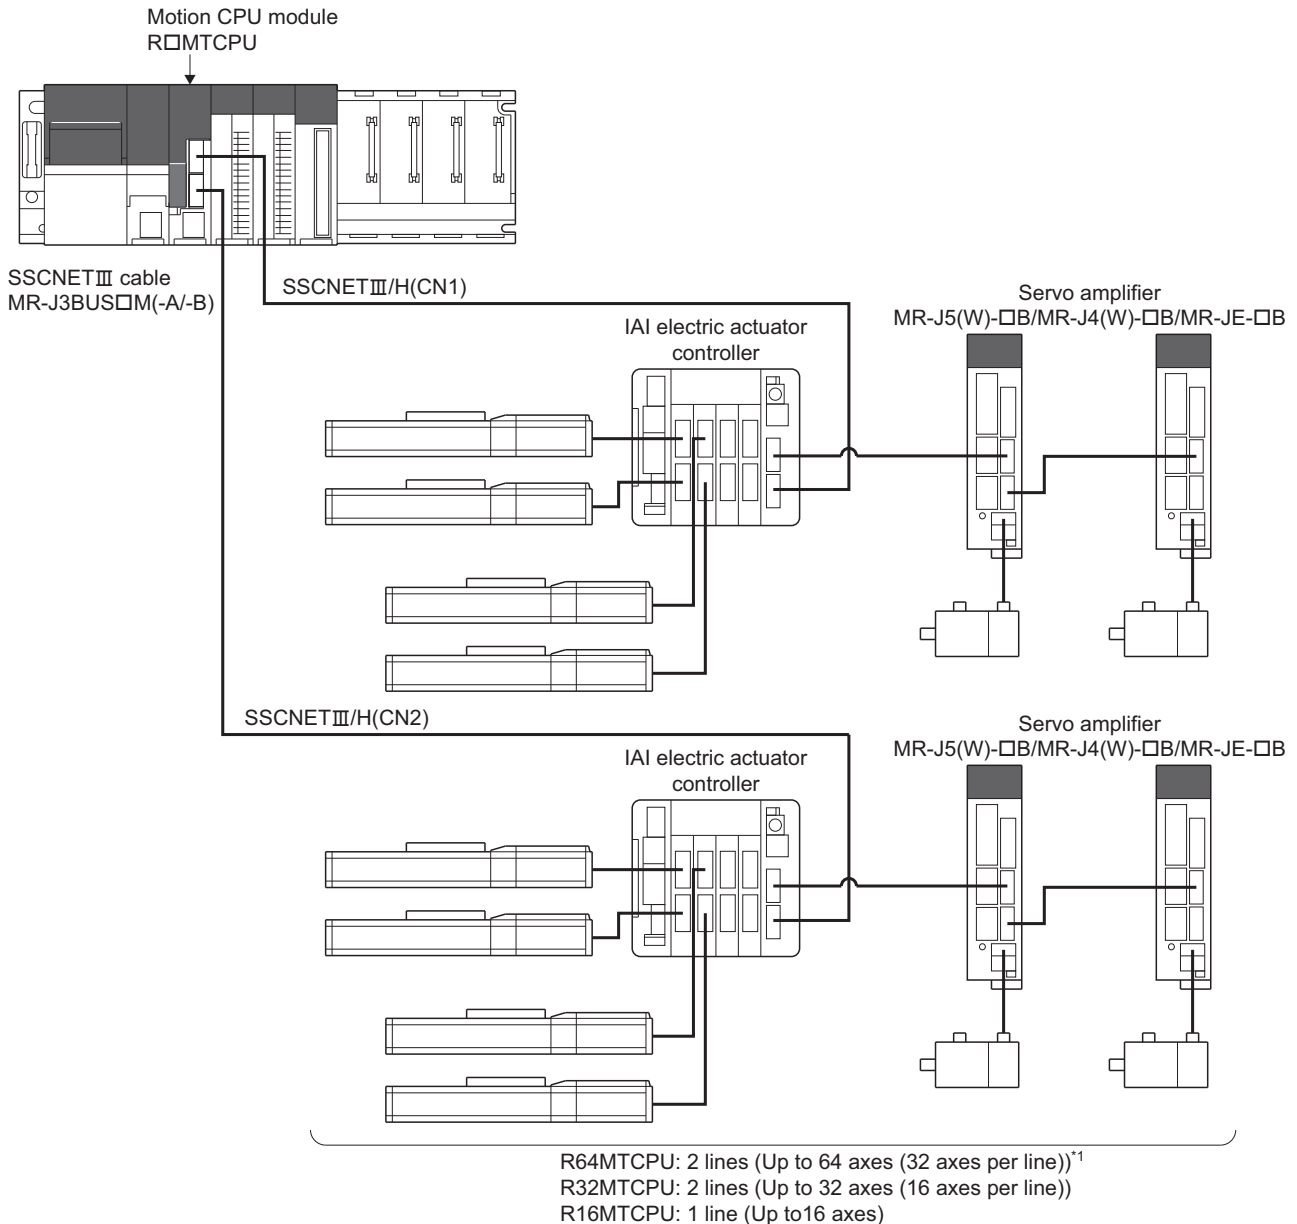 Motion CPU module
R□MTCPU
SSCNETⅢ cable
MR-J3BUS□M(-A/-B)
SSCNETⅢ/H(CN1)
IAI electric actuator
controller
Servo amplifier
MR-J5(W)-□B/MR-J4(W)-□B/MR-JE-□B
SSCNETⅢ/H(CN2)
IAI electric actuator
controller
Servo amplifier
MR-J5(W)-□B/MR-J4(W)-□B/MR-JE-□B
R64MTCPU: 2 lines (Up to 64 axes (32 axes per line))*1
R32MTCPU: 2 lines (Up to 32 axes (16 axes per line))
R16MTCPU: 1 line (Up to16 axes)